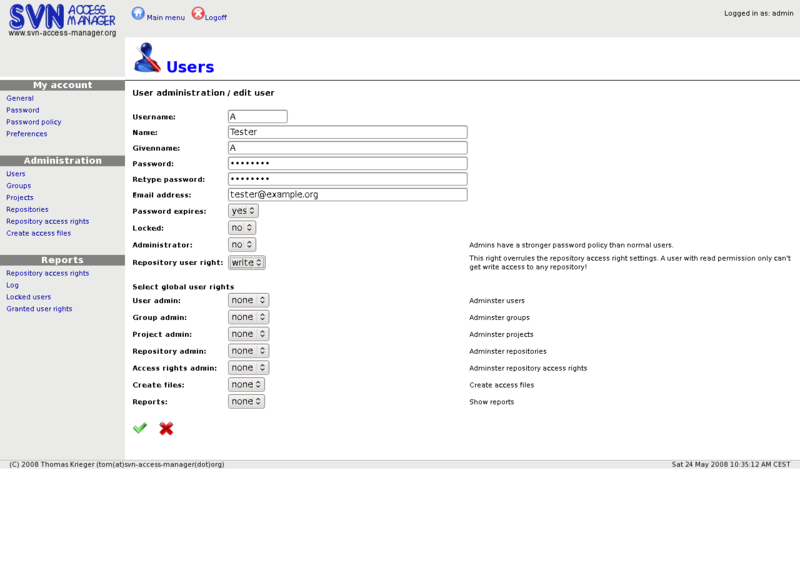 SVN ACCESS MANAGER
www.svn-access-manager.org
Main menu Logoff
Logged in as: admin
Users
My account
General
Password
Password policy
Preferences
Administration
Users
Groups
Projects
Repositories
Repository access rights
Create access files
Reports
Repository access rights
Log
Locked users
Granted user rights
User administration / edit user
Username: A
Name: Tester
Givenname: A
Password: ••••••••
Retype password: ••••••••
Email address: tester@example.org
Password expires: yes
Locked: no
Administrator: no Admins have a stronger password policy than normal users.
Repository user right: write This right overrules the repository access right settings. A user with read permission only can't
get write access to any repository!
Select global user rights
User admin: none Adminster users
Group admin: none Adminster groups
Project admin: none Adminster projects
Repository admin: none Adminster repositories
Access rights admin: none Adminster repository access rights
Create files: none Create access files
Reports: none Show reports
(C) 2008 Thomas Krieger (tom(at)svn-access-manager(dot)org)
Sat 24 May 2008 10:35:12 AM CEST